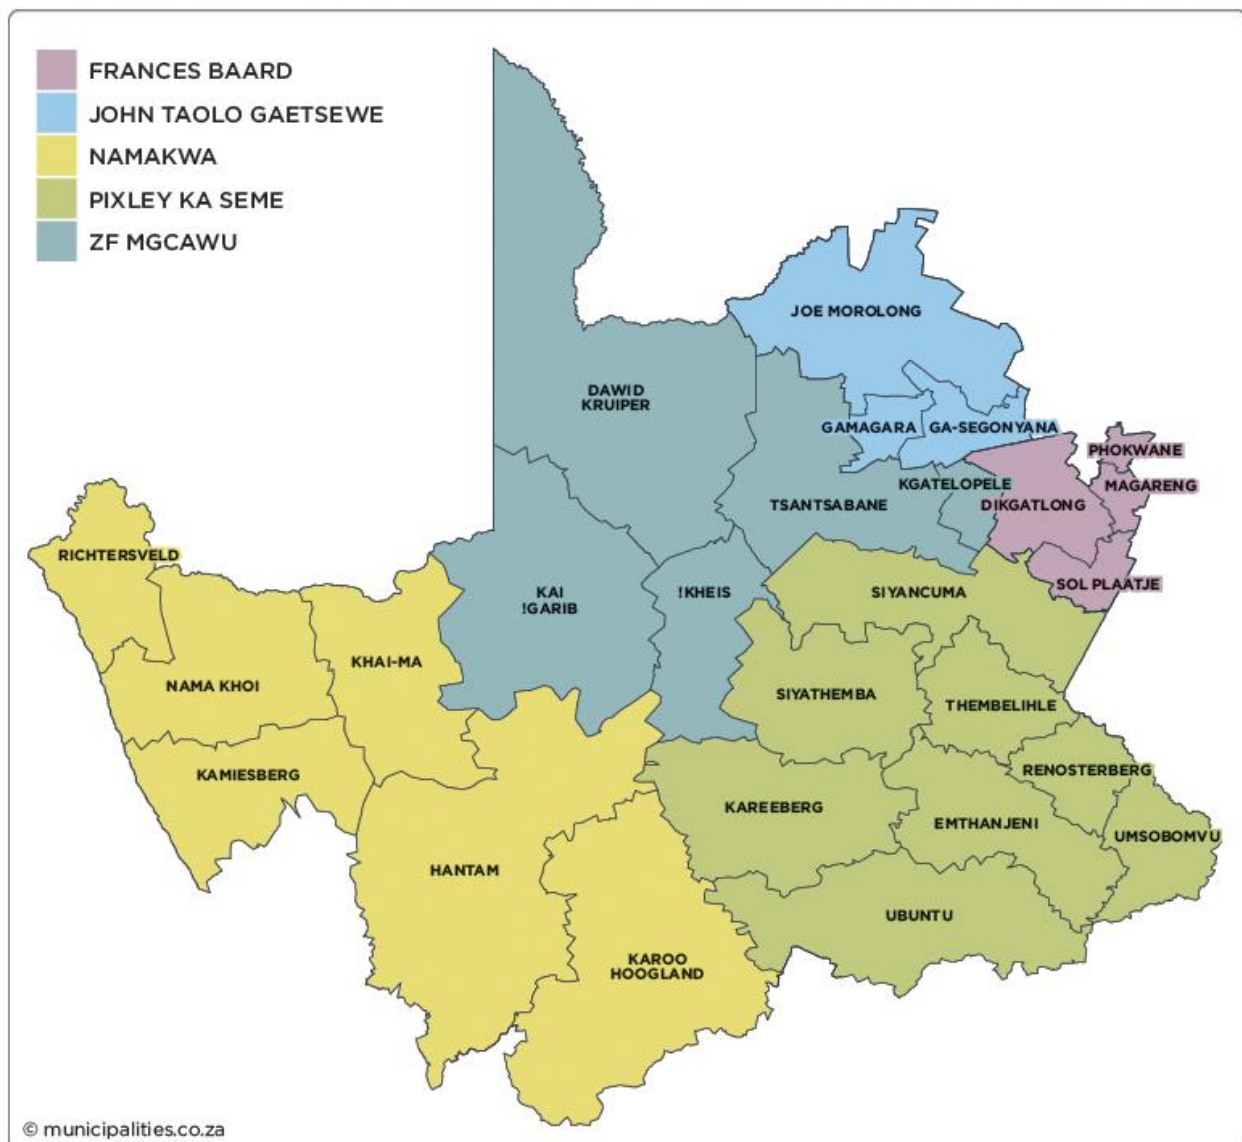 FRANCES BAARD
JOHN TAOLO GAETSEWE
NAMAKWA
PIXLEY KA SEME
ZF MGCAWU
JOE MOROLONG
DAWID
KRUIPER
GAMAGARA
GA-SEGONYANA
PHOKWANE
KGATELOPELE
MAGARENG
TSANTSABANE
DIKGATLONG
RICHTERSVELD
SOL PLAATJE
KAI
!GARIB
!KHEIS
SIYANCUMA
KHAI-MA
NAMA KHOI
SIYATHEMBA
THEMBELIHLE
KAMIESBERG
RENOSTERBERG
KAREEBERG
EMTHANJENI
UMSOBOMVU
HANTAM
UBUNTU
KAROO
HOOGLAND
© municipalities.co.za